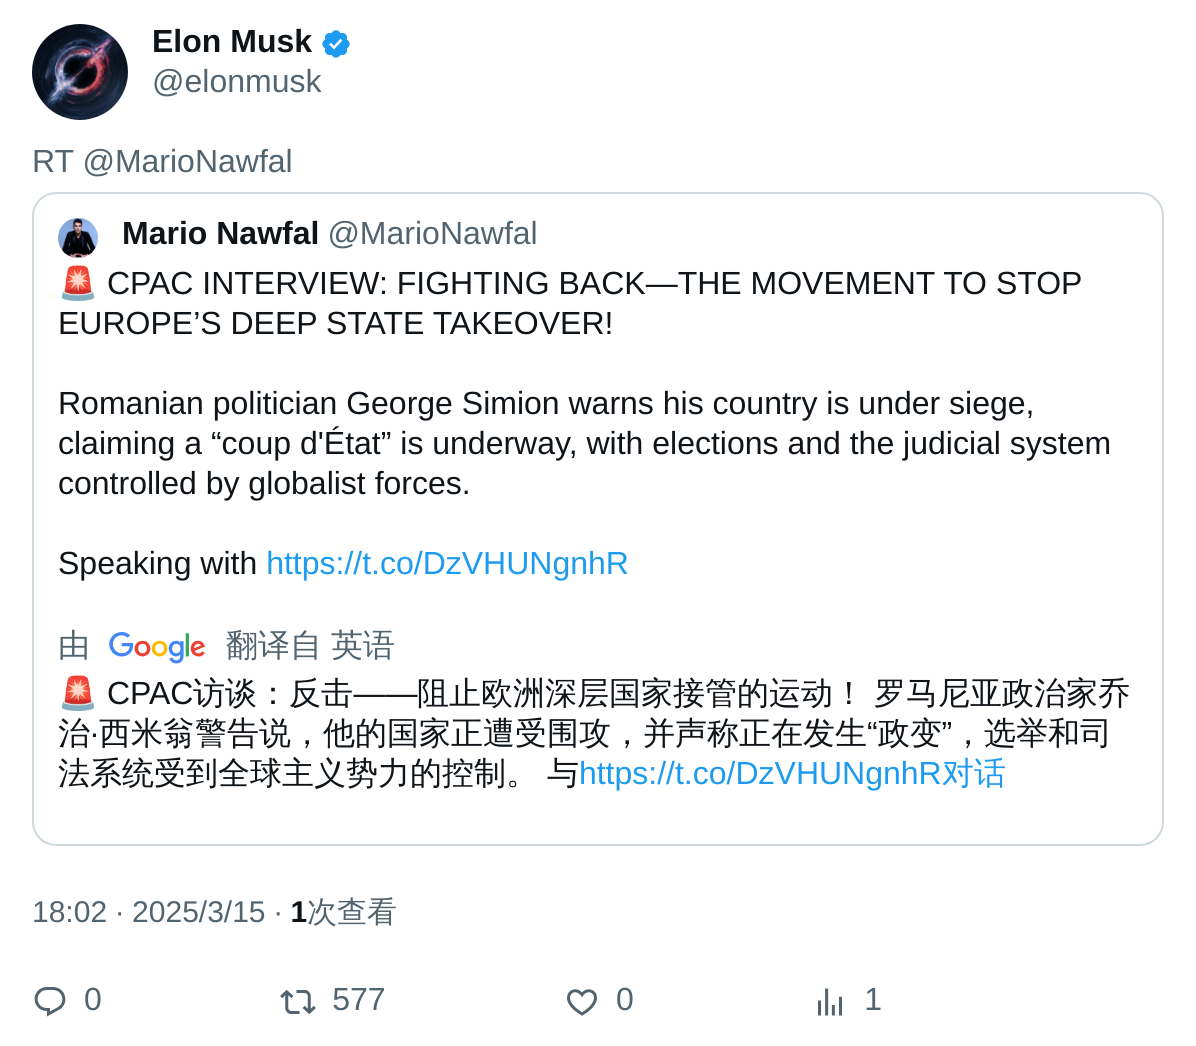 Elon Musk
@elonmusk
RT @MarioNawfal
Mario Nawfal @MarioNawfal
🚨 CPAC INTERVIEW: FIGHTING BACK—THE MOVEMENT TO STOP
EUROPE’S DEEP STATE TAKEOVER!
Romanian politician George Simion warns his country is under siege,
claiming a “coup d'État” is underway, with elections and the judicial system
controlled by globalist forces.
Speaking with https://t.co/DzVHUNgnhR
由 Google 翻译自 英语
🚨 CPAC访谈：反击——阻止欧洲深层国家接管的运动！ 罗马尼亚政治家乔
治·西米翁警告说，他的国家正遭受围攻，并声称正在发生“政变”，选举和司
法系统受到全球主义势力的控制。 与https://t.co/DzVHUNgnhR对话
18:02 · 2025/3/15 · 1次查看
0 577 0 1